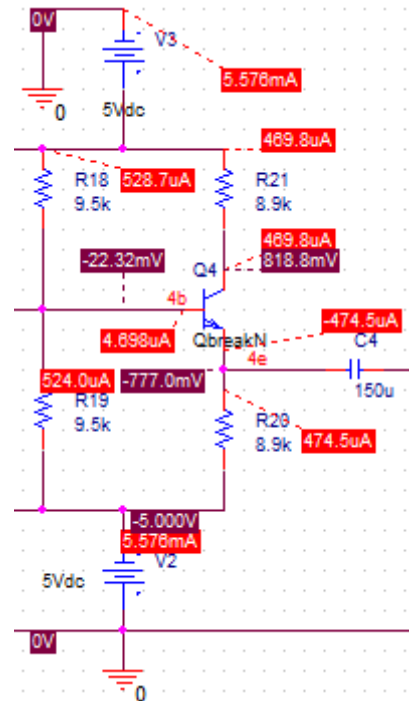 0V
V3
5.576mA
0
5Vdc
469.8uA
R18
528.7uA
R21
9.5k
8.9k
469.8uA
-22.32mV
Q4
818.8mV
4b
-474.5uA
4.698uA
QbreakN
C4
4e
524.0uA
-777.0mV
150u
R19
R20
9.5k
474.5uA
8.9k
-5.000V
5.576mA
V2
5Vdc
0V
0